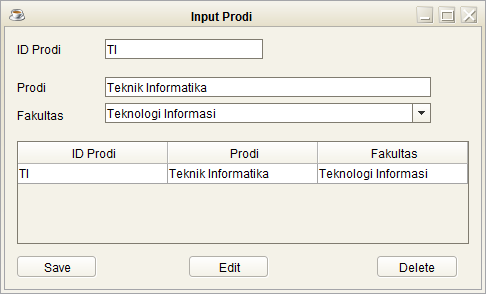 Input Prodi
ID Prodi TI
Prodi Teknik Informatika
Fakultas Teknologi Informasi
ID Prodi Prodi Fakultas
TI Teknik Informatika Teknologi Informasi
Save Edit Delete